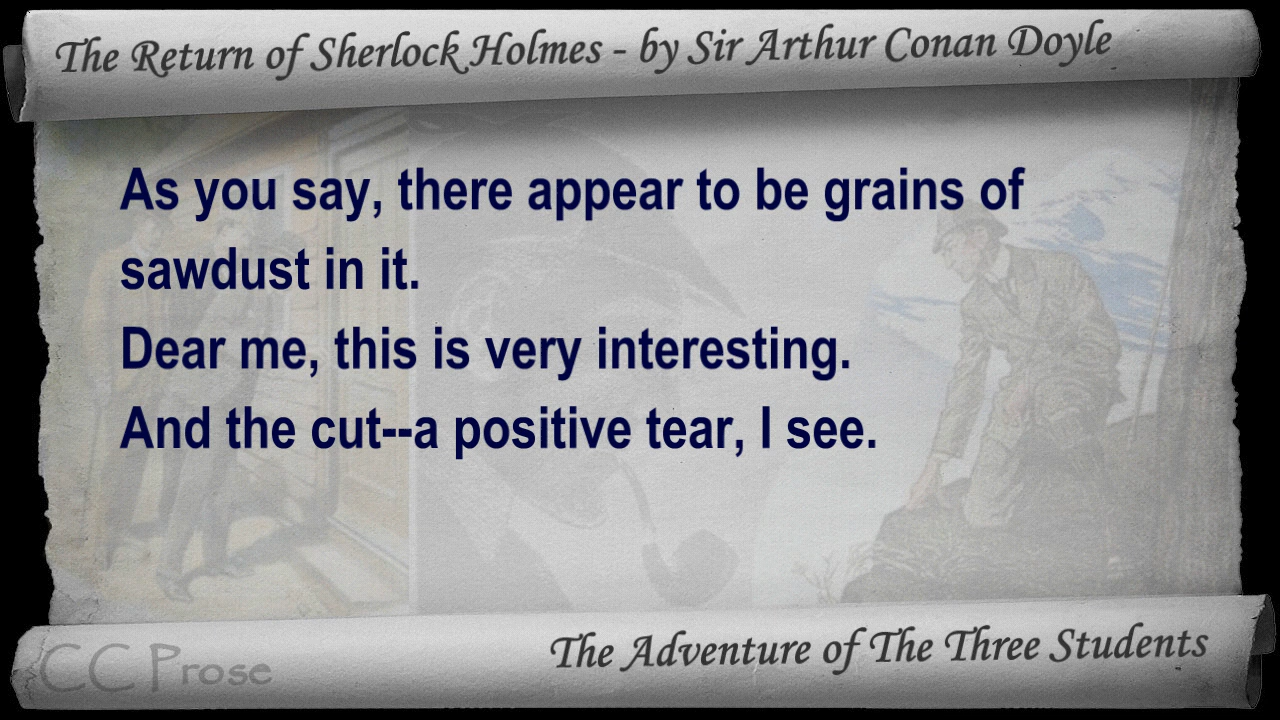 The Return of Sherlock Holmes - by Sir Arthur Conan Doyle
As you say, there appear to be grains of
sawdust in it.
Dear me, this is very interesting.
And the cut--a positive tear, I see.
The Adventure of The Three Students
CC Prose